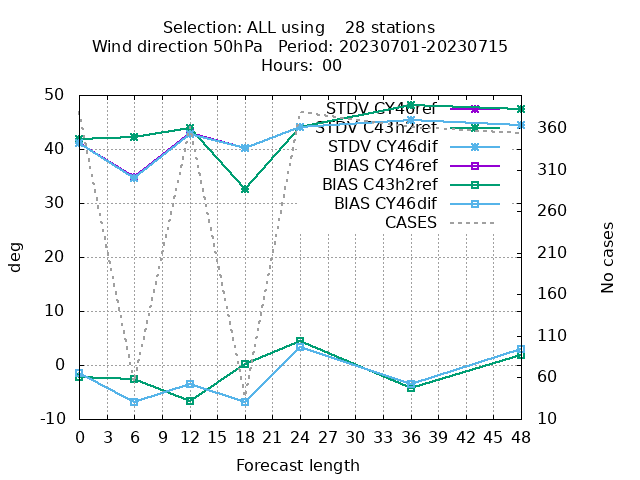 Selection: ALL using 28 stations
Wind direction 50hPa Period: 20230701-20230715
Hours: 00
50
40
30
20
10
0
-10
deg
STDV CY46ref
STDV C43h2ref
STDV CY46dif
BIAS CY46ref
BIAS C43h2ref
BIAS CY46dif
CASES
360
310
260
210
160
110
60
10
No cases
0 3 6 9 12 15 18 21 24 27 30 33 36 39 42 45 48
Forecast length